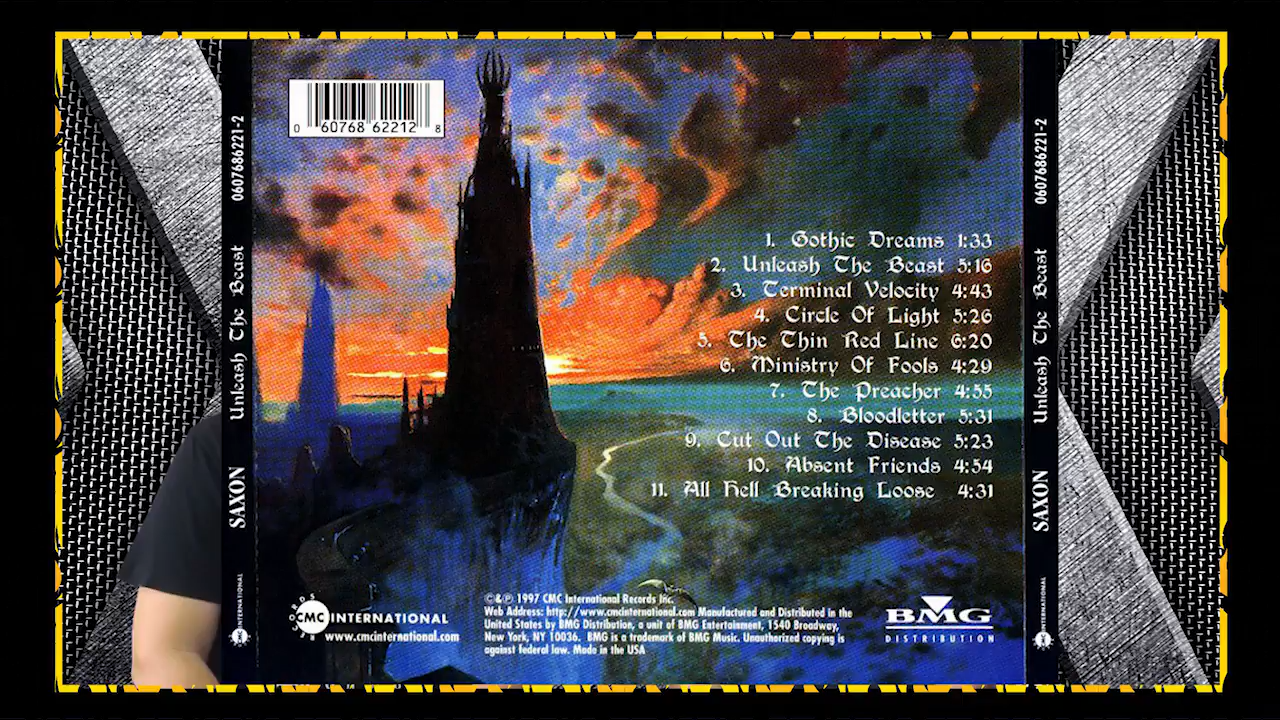 0 60768 62212 8
0607686221-2
Unleash The Beast
SAXON
INTERNATIONAL
1. Gothic Dreams 1:33
2. Unleash The Beast 5:16
3. Terminal Velocity 4:43
4. Circle Of Light 5:26
5. The Thin Red Line 6:20
6. Ministry Of Fools 4:29
7. The Preacher 4:55
8. Bloodletter 5:31
9. Cut Out The Disease 5:23
10. Absent Friends 4:54
11. All Hell Breaking Loose 4:31
CMC INTERNATIONAL
www.cmcinternational.com
©&℗ 1997 CMC International Records Inc.
Web Address: http://www.cmcinternational.com Manufactured and Distributed in the
United States by BMG Distribution, a unit of BMG Entertainment, 1540 Broadway,
New York, NY 10036. BMG is a trademark of BMG Music. Unauthorized copying is
against federal law. Made in the USA
BMG
DISTRIBUTION
0607686221-2
Unleash The Beast
SAXON
INTERNATIONAL